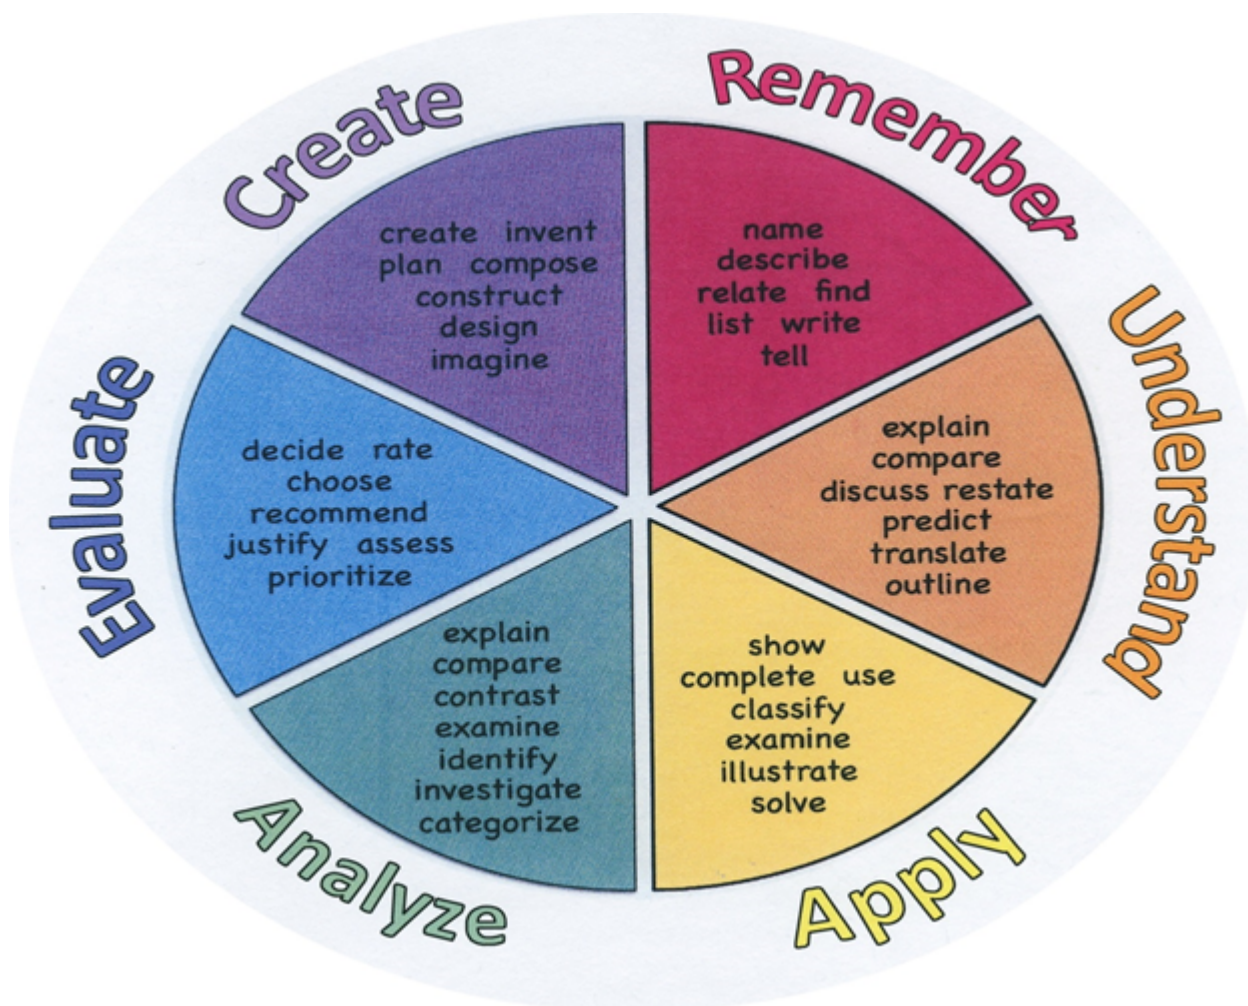 Remember
name
describe
relate find
list write
tell
Understand
explain
compare
discuss restate
predict
translate
outline
Apply
show
complete use
classify
examine
illustrate
solve
Analyze
explain
compare
contrast
examine
identify
investigate
categorize
Evaluate
decide rate
choose
recommend
justify assess
prioritize
Create
create invent
plan compose
construct
design
imagine